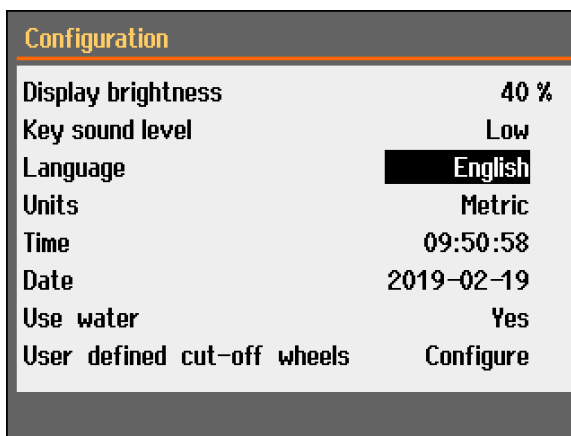 Configuration
Display brightness 40 %
Key sound level Low
Language English
Units Metric
Time 09:50:58
Date 2019-02-19
Use water Yes
User defined cut-off wheels Configure